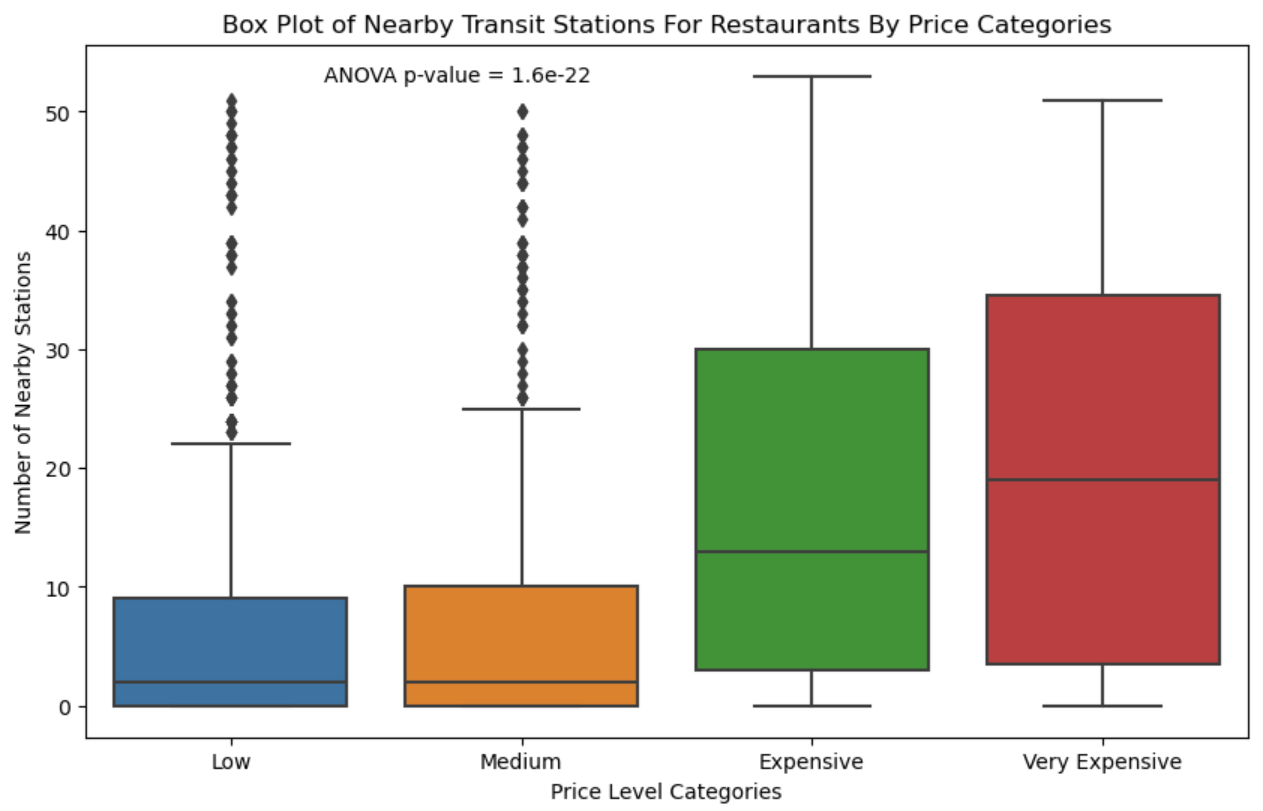 Box Plot of Nearby Transit Stations For Restaurants By Price Categories
ANOVA p-value = 1.6e-22
Number of Nearby Stations
50
40
30
20
10
0
Low
Medium
Expensive
Very Expensive
Price Level Categories